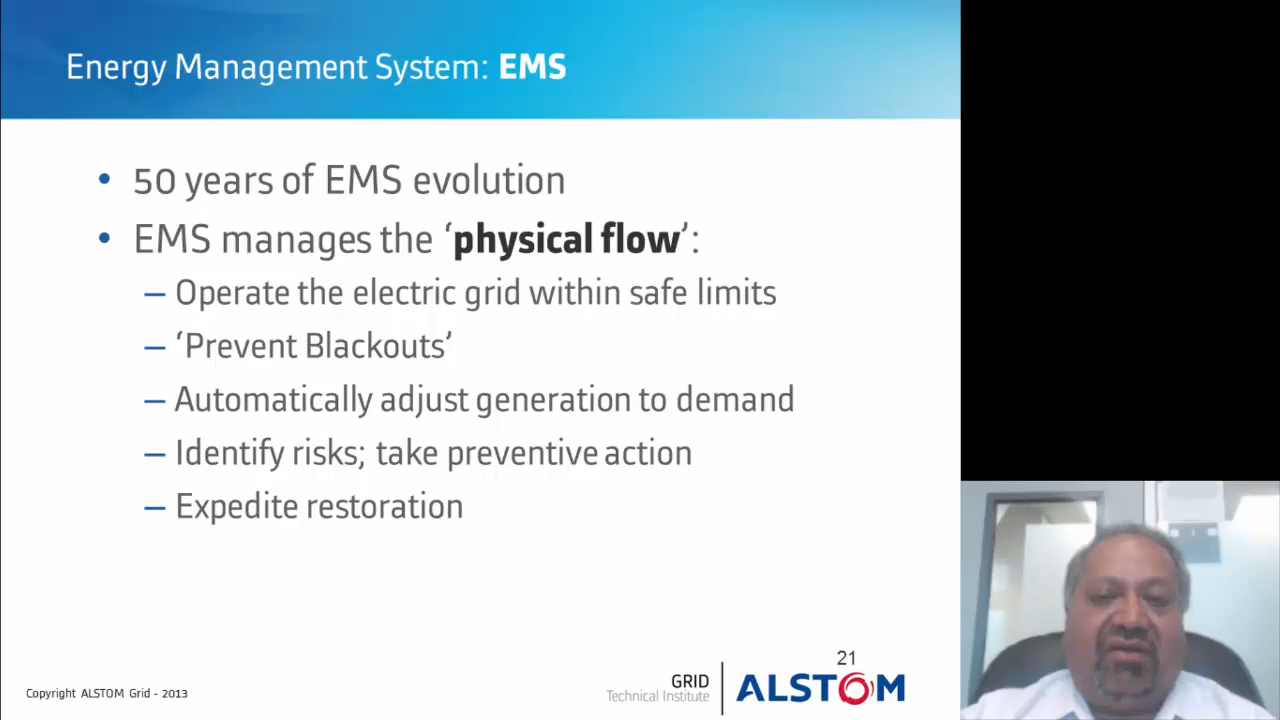 Energy Management System: EMS
• 50 years of EMS evolution
• EMS manages the ‘physical flow’:
– Operate the electric grid within safe limits
– ‘Prevent Blackouts’
– Automatically adjust generation to demand
– Identify risks; take preventive action
– Expedite restoration
21
Copyright ALSTOM Grid - 2013
GRID
Technical Institute
ALSTOM